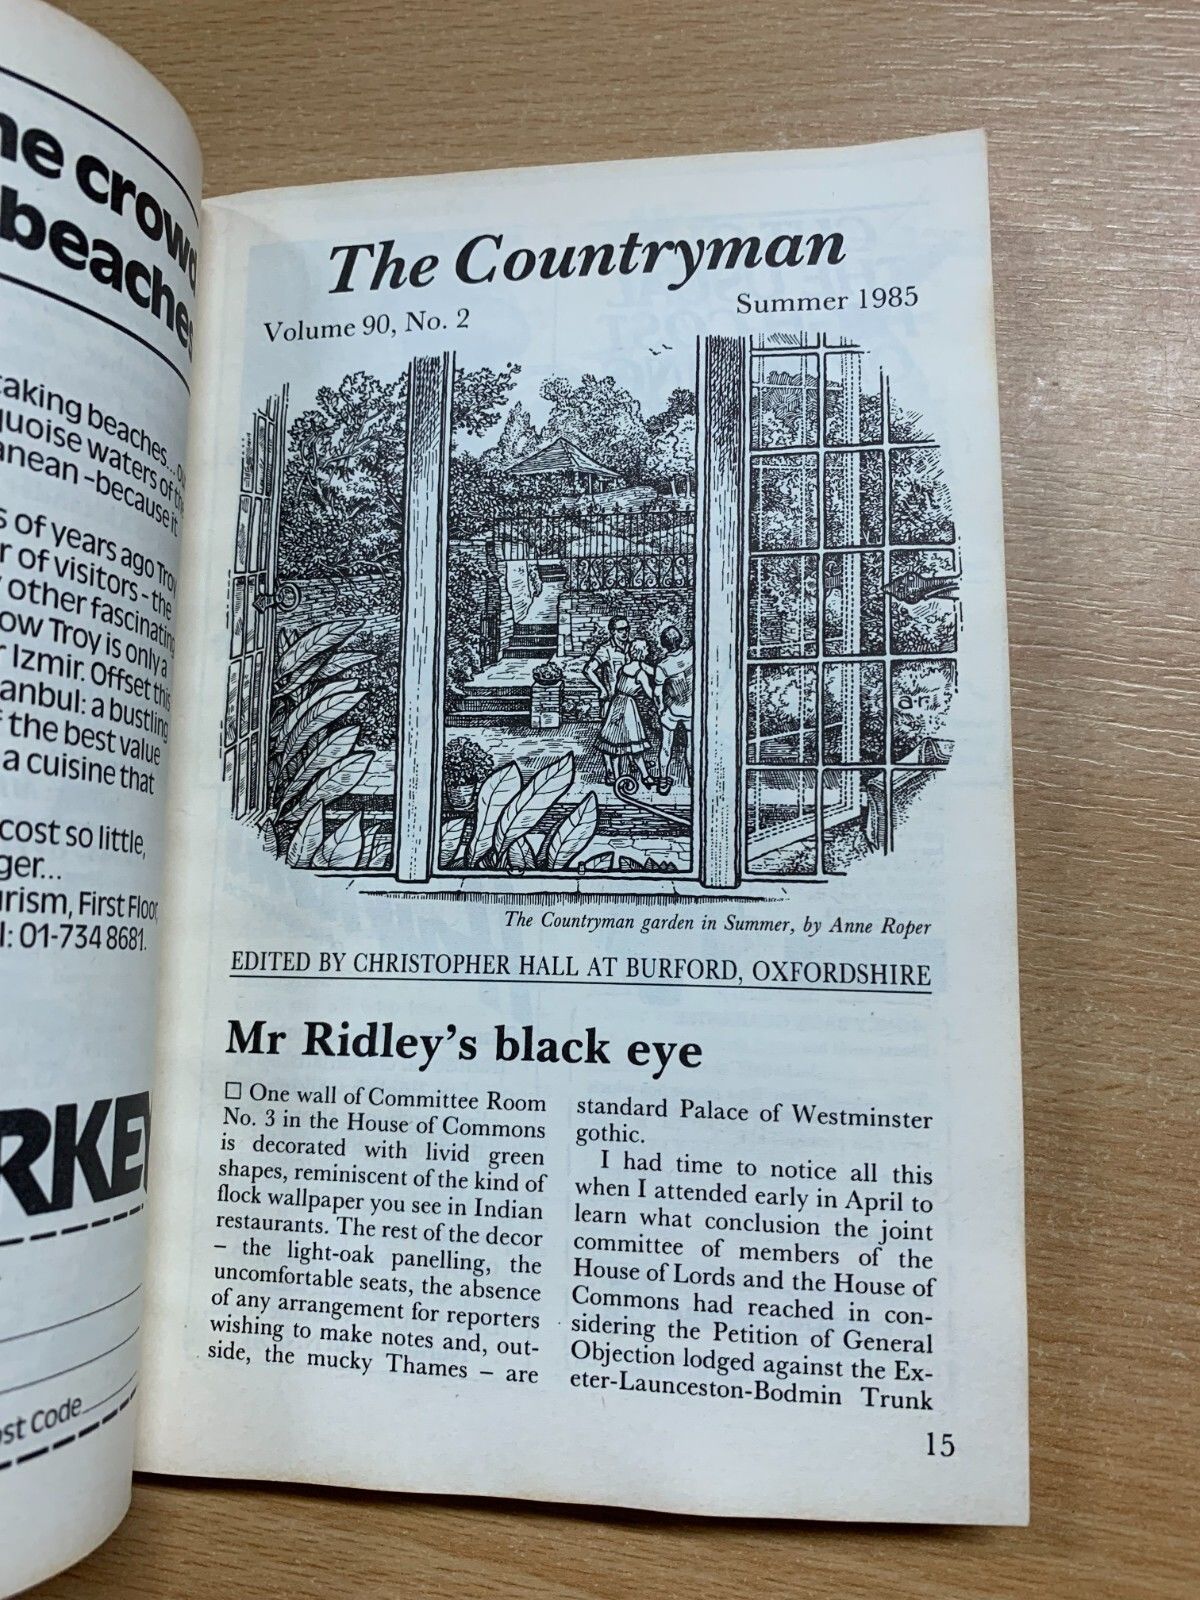 he crowd
beaches
taking beaches... Our
quoise waters of the
anean -because it
s of years ago Troy
r of visitors - the
other fascinating
ow Troy is only a
r Izmir. Offset this
tanbul: a bustling
f the best value
a cuisine that
cost so little,
ger...
urism, First Floor,
l: 01-734 8681.
RKEY
ost Code
The Countryman
Volume 90, No. 2
Summer 1985
a·r.
The Countryman garden in Summer, by Anne Roper
EDITED BY CHRISTOPHER HALL AT BURFORD, OXFORDSHIRE
Mr Ridley's black eye
☐ One wall of Committee Room
No. 3 in the House of Commons
is decorated with livid green
shapes, reminiscent of the kind of
flock wallpaper you see in Indian
restaurants. The rest of the decor
– the light-oak panelling, the
uncomfortable seats, the absence
of any arrangement for reporters
wishing to make notes and, out-
side, the mucky Thames – are
standard Palace of Westminster
gothic.
I had time to notice all this
when I attended early in April to
learn what conclusion the joint
committee of members of the
House of Lords and the House of
Commons had reached in con-
sidering the Petition of General
Objection lodged against the Ex-
eter-Launceston-Bodmin Trunk
15